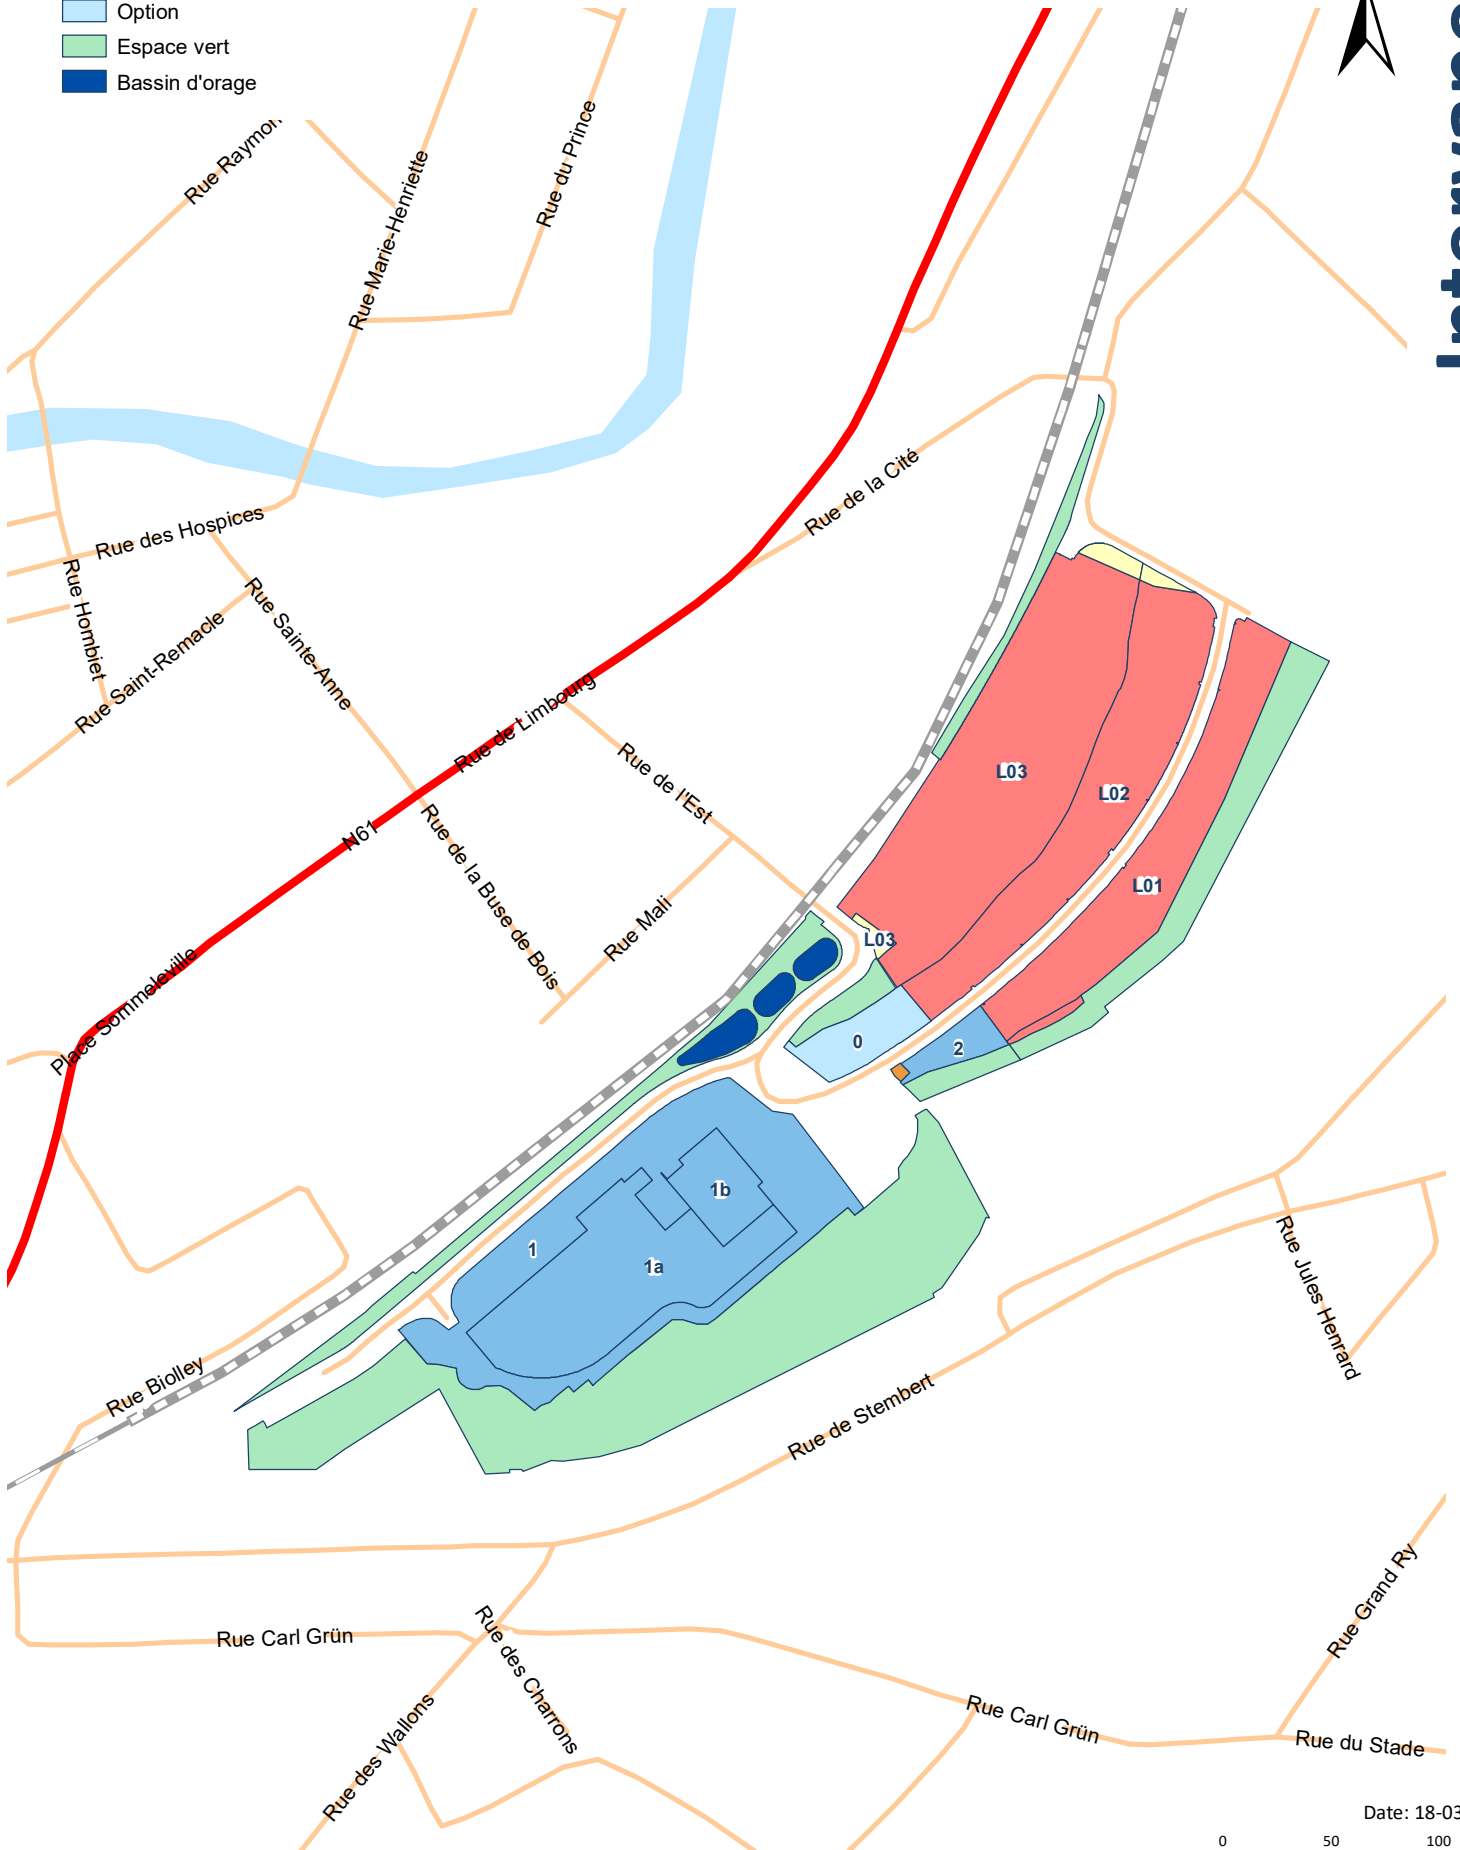 Option
Espace vert
Bassin d'orage
Rue du Prince
Rue Marie-Henriette
Rue de la Cité
Rue des Hospices
Rue Hombiet
Rue Saint-Remacle
Rue Sainte-Anne
Rue de Limbourg
Rue de l'Est
N61
Rue de la Buse de Bois
Rue Mali
Place Sommeleville
L03
L02
L01
L03
0
2
1b
1
1a
Rue Jules Henrard
Rue Biolley
Rue de Stembert
Rue Grand Ry
Rue Carl Grün
Rue des Charrons
Rue des Wallons
Rue Carl Grün
Rue du Stade
Date: 18-03
0 50 100